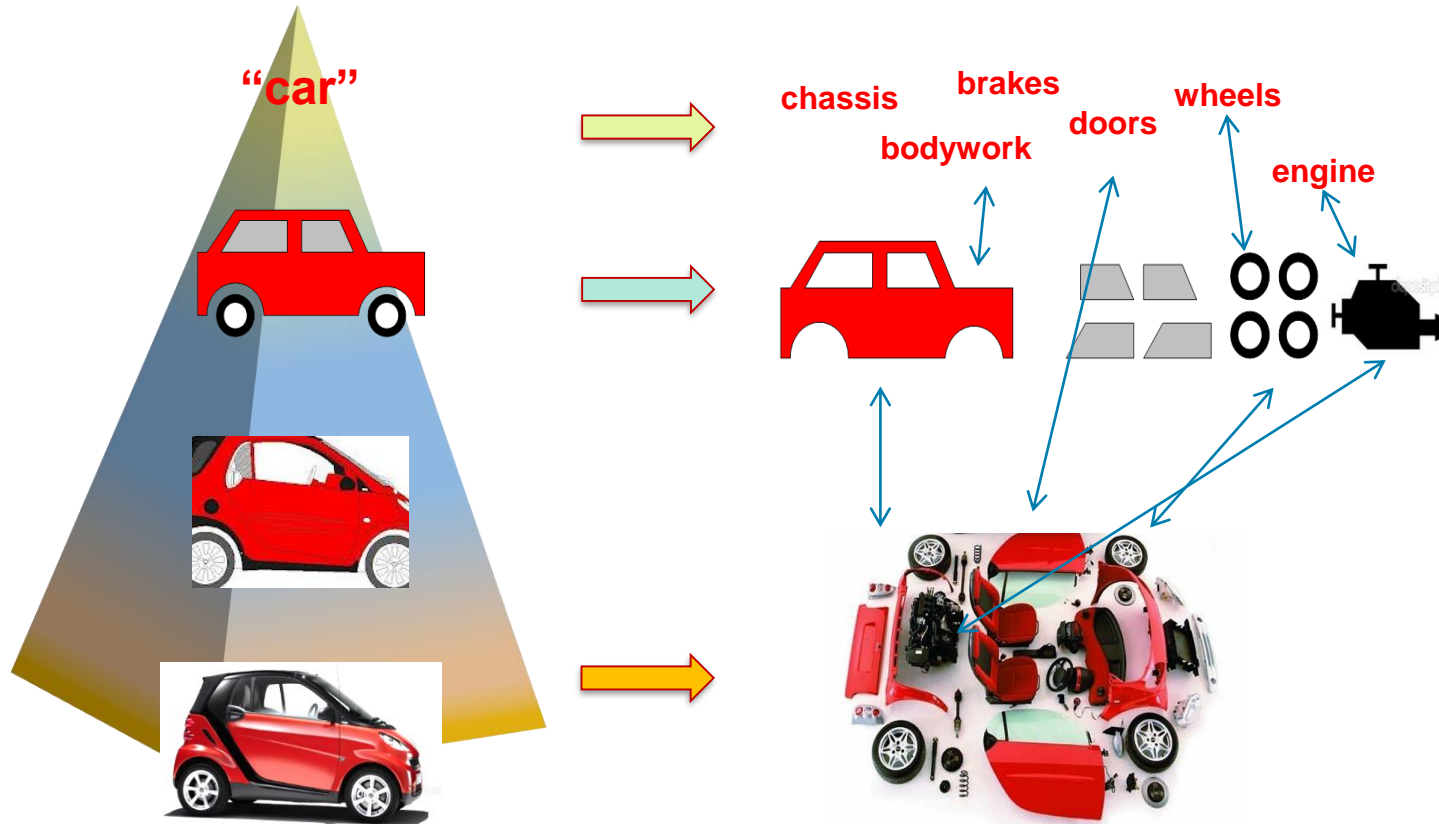 “car”
chassis
brakes
wheels
doors
bodywork
engine